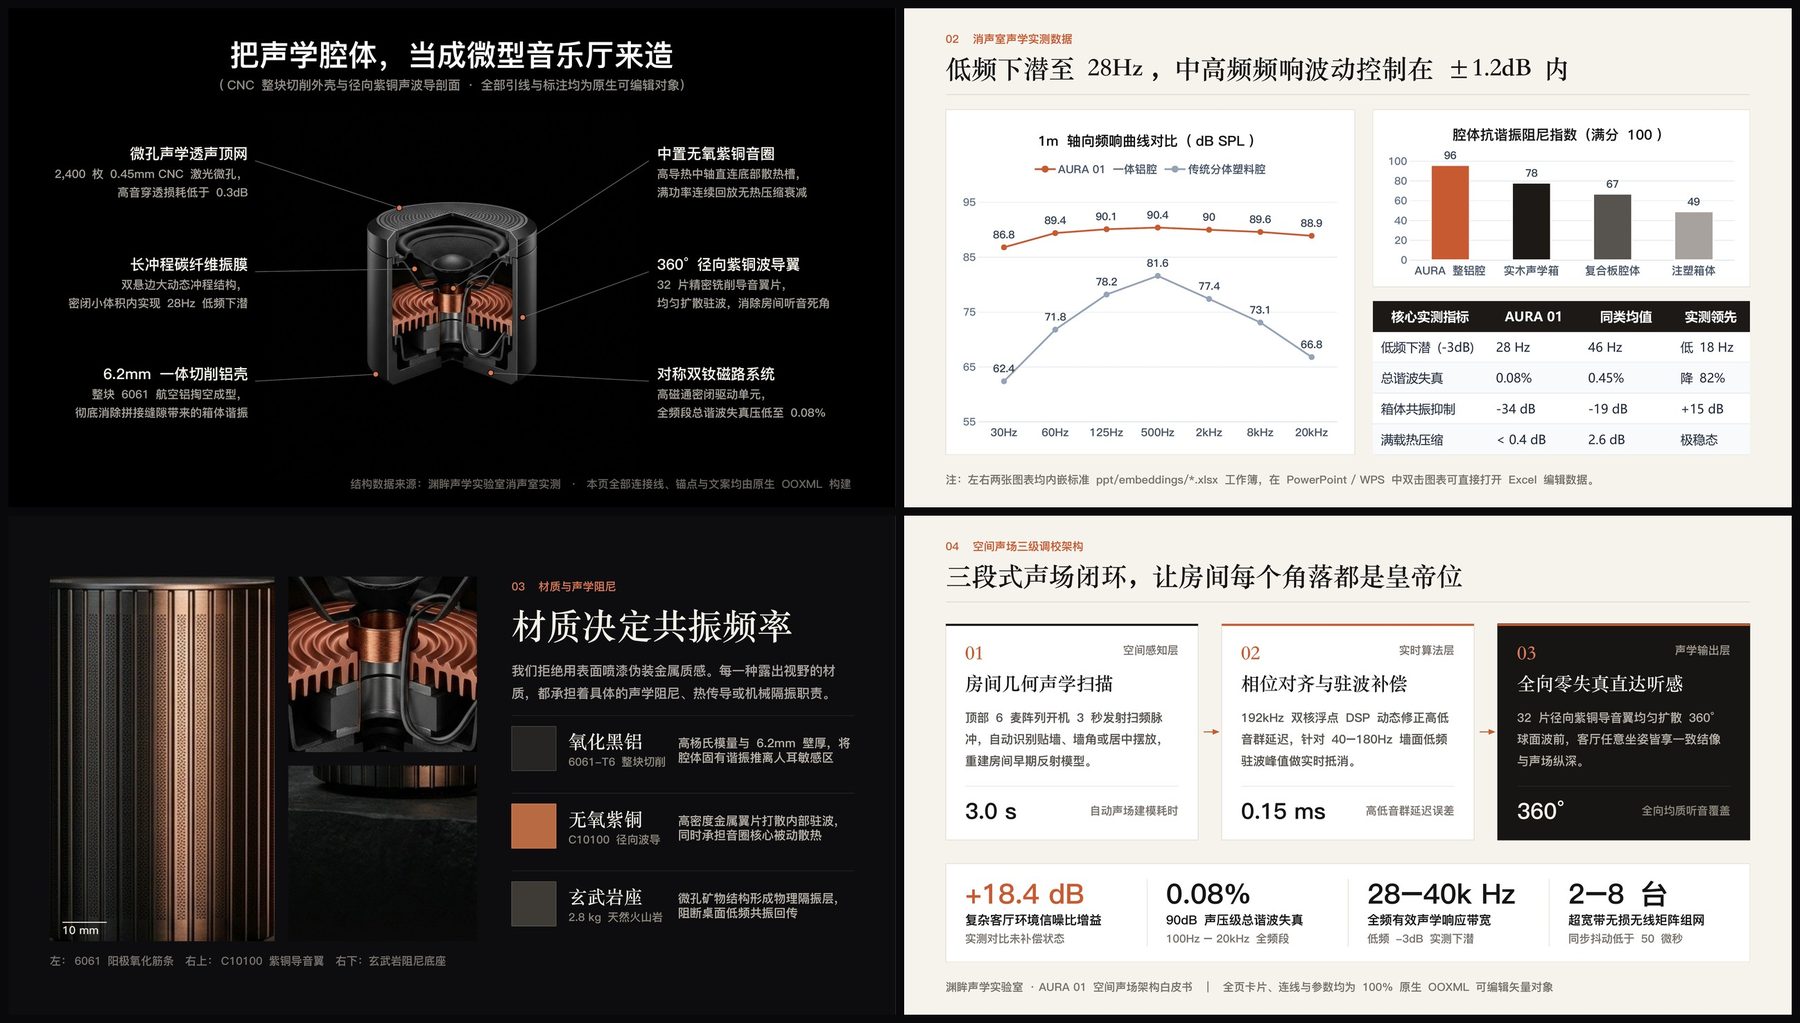 把声学腔体，当成微型音乐厅来造
（ CNC 整块切削外壳与径向紫铜声波导剖面 · 全部引线与标注均为原生可编辑对象）
微孔声学透声顶网
2,400 枚 0.45mm CNC 激光微孔，
高音穿透损耗低于 0.3dB
长冲程碳纤维振膜
双悬边大动态冲程结构，
密闭小体积内实现 28Hz 低频下潜
6.2mm 一体切削铝壳
整块 6061 航空铝掏空成型，
彻底消除拼接缝隙带来的箱体谐振
中置无氧紫铜音圈
高导热中轴直连底部散热槽，
满功率连续回放无热压缩衰减
360° 径向紫铜波导翼
32 片精密铣削导音翼片，
均匀扩散驻波，消除房间听音死角
对称双钕磁路系统
高磁通密闭驱动单元，
全频段总谐波失真压低至 0.08%
结构数据来源：渊眸声学实验室消声室实测 · 本页全部连接线、锚点与文案均由原生 OOXML 构建
02 消声室声学实测数据
低频下潜至 28Hz ，中高频频响波动控制在 ±1.2dB 内
1m 轴向频响曲线对比（ dB SPL ）
AURA 01 一体铝腔 传统分体塑料腔
95
85
75
65
55
86.8 89.4 90.1 90.4 90 89.6 88.9
62.4 71.8 78.2 81.6 77.4 73.1 66.8
30Hz 60Hz 125Hz 500Hz 2kHz 8kHz 20kHz
腔体抗谐振阻尼指数（满分 100 ）
100
80
60
40
20
0
96 78 67 49
AURA 整铝腔 实木声学箱 复合板腔体 注塑箱体
核心实测指标 AURA 01 同类均值 实测领先
低频下潜 (-3dB) 28 Hz 46 Hz 低 18 Hz
总谐波失真 0.08% 0.45% 降 82%
箱体共振抑制 -34 dB -19 dB +15 dB
满载热压缩 < 0.4 dB 2.6 dB 极稳态
注：左右两张图表均内嵌标准 ppt/embeddings/*.xlsx 工作簿，在 PowerPoint / WPS 中双击图表可直接打开 Excel 编辑数据。
10 mm
左： 6061 阳极氧化筋条 右上： C10100 紫铜导音翼 右下：玄武岩阻尼底座
03 材质与声学阻尼
材质决定共振频率
我们拒绝用表面喷漆伪装金属质感。每一种露出视野的材
质，都承担着具体的声学阻尼、热传导或机械隔振职责。
氧化黑铝
6061–T6 整块切削
高杨氏模量与 6.2mm 壁厚，将
腔体固有谐振推离人耳敏感区
无氧紫铜
C10100 径向波导
高密度金属翼片打散内部驻波，
同时承担音圈核心被动散热
玄武岩座
2.8 kg 天然火山岩
微孔矿物结构形成物理隔振层，
阻断桌面低频共振回传
04 空间声场三级调校架构
三段式声场闭环，让房间每个角落都是皇帝位
01 空间感知层
房间几何声学扫描
顶部 6 麦阵列开机 3 秒发射扫频脉
冲，自动识别贴墙、墙角或居中摆放，
重建房间早期反射模型。
3.0 s 自动声场建模耗时
02 实时算法层
相位对齐与驻波补偿
192kHz 双核浮点 DSP 动态修正高低
音群延迟，针对 40—180Hz 墙面低频
驻波峰值做实时抵消。
0.15 ms 高低音群延迟误差
03 声学输出层
全向零失真直达听感
32 片径向紫铜导音翼均匀扩散 360°
球面波前，客厅任意坐姿皆享一致结像
与声场纵深。
360° 全向均质听音覆盖
+18.4 dB
复杂客厅环境信噪比增益
实测对比未补偿状态
0.08%
90dB 声压级总谐波失真
100Hz — 20kHz 全频段
28—40k Hz
全频有效声学响应带宽
低频 –3dB 实测下潜
2—8 台
超宽带无损无线矩阵组网
同步抖动低于 50 微秒
渊眸声学实验室 · AURA 01 空间声场架构白皮书 | 全页卡片、连线与参数均为 100% 原生 OOXML 可编辑矢量对象